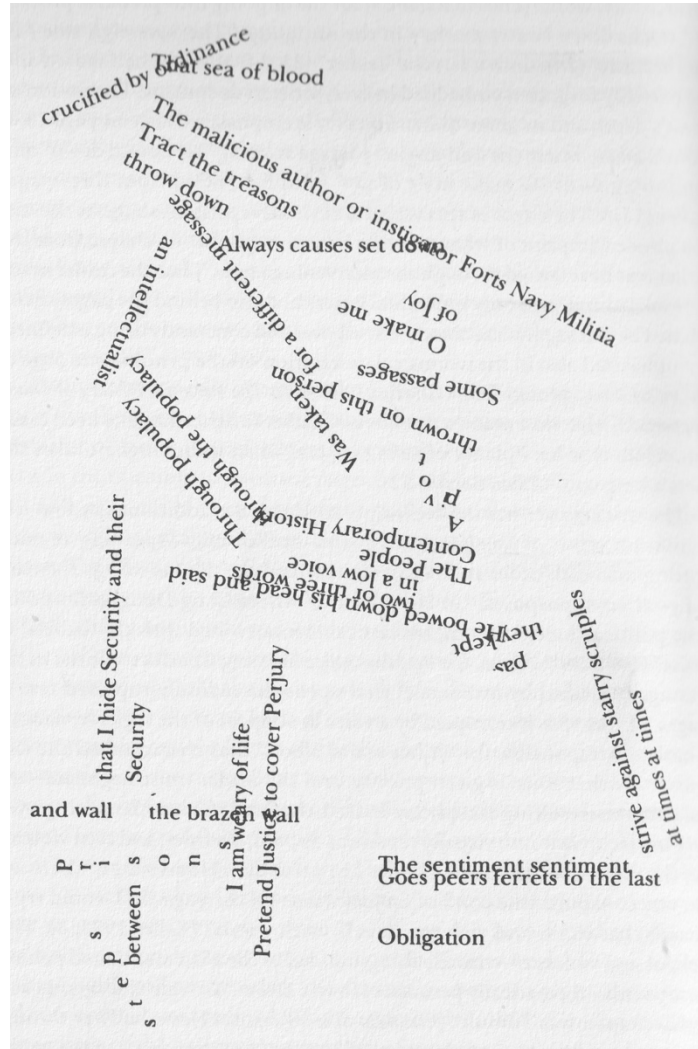 crucified by ordinance
That sea of blood
The malicious author or instigator Forts Navy Militia
Tract the treasons
throw down
Always causes set down
for a different message
an intellectualist
of Joy
O make me
Some passages
thrown on this person
Was taken
Through populacy
Through the populacy
Contemporary History
The People
in a low voice
two or three words
He bowed down his head and said
kept
pas
strive against starry scriples
at times at times
that I hide Security and their
Security
I am weary of life
Pretend Justice to cover Perjury
and wall the brazen wall
P r i s o n s
between
s t e p s
The sentiment sentiment
Goes peers ferrets to the last
Obligation